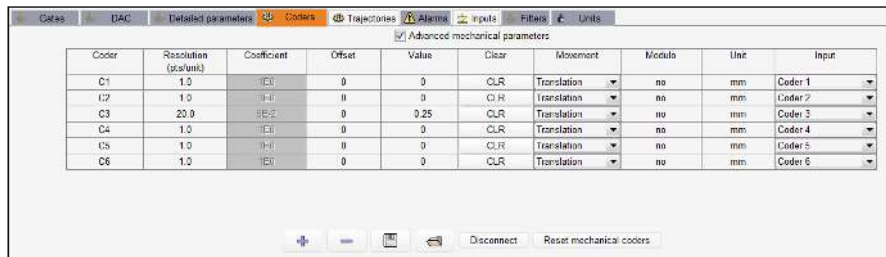 Gates DAC Detailed parameters Coders Trajectories Alarms Inputs Filters Units
Advanced mechanical parameters
Coder Resolution (pts/unit) Coefficient Offset Value Clear Movement Modulo Unit Input
C1 1.0 1E0 0 0 CLR Translation no mm Coder 1
C2 1.0 1E0 0 0 CLR Translation no mm Coder 2
C3 20.0 5E-2 0 0.25 CLR Translation no mm Coder 3
C4 1.0 1E0 0 0 CLR Translation no mm Coder 4
C5 1.0 1E0 0 0 CLR Translation no mm Coder 5
C6 1.0 1E0 0 0 CLR Translation no mm Coder 6
Disconnect Reset mechanical coders